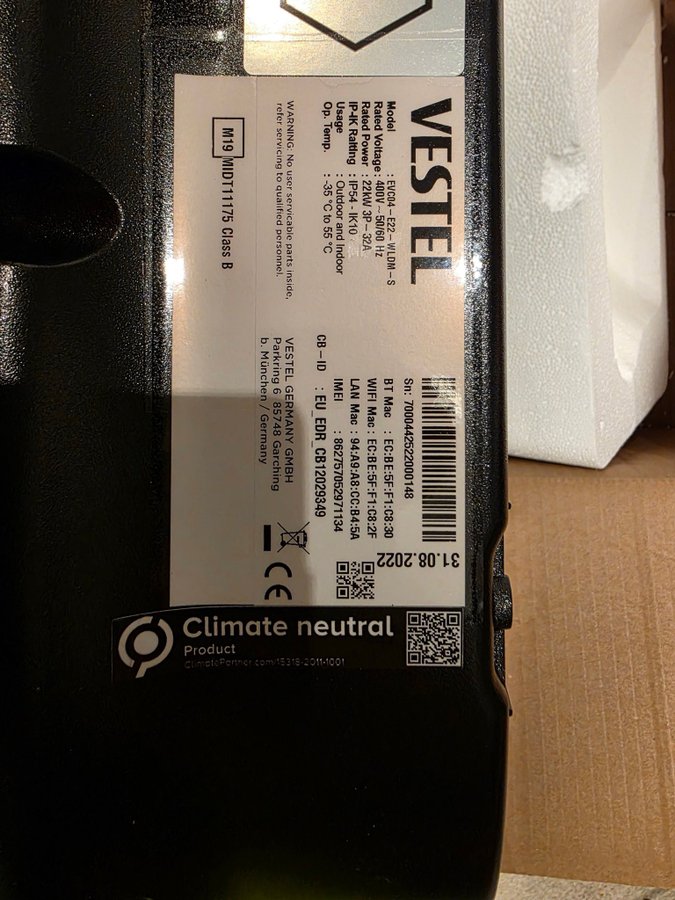 VESTEL
Model : EVC04-E22-WLDM-S
Rated Voltage : 400V ~ 50/60 Hz
Rated Power : 22kW 3P-32A
IP-IK Ratting : IP54 - IK10
Usage : Outdoor and Indoor
Op. Temp. : -35 °C to 55 °C
WARNING: No user servicable parts inside,
refer servicing to qualified personnel.
M19 MIDT11175 Class B
31.08.2022
Sn: 7000442522000148
BT Mac : EC:BE:5F:F1:C8:30
WIFI Mac : EC:BE:5F:F1:C8:2F
LAN Mac : 94:A9:A8:CC:B4:5A
IMEI : 862757052971134
CB-ID : EU_EDR_CB12029349
VESTEL GERMANY GMBH
Parkring 6 85748 Garching
b. München / Germany
CE
Climate neutral
Product
ClimatePartner.com/15318-2011-1001